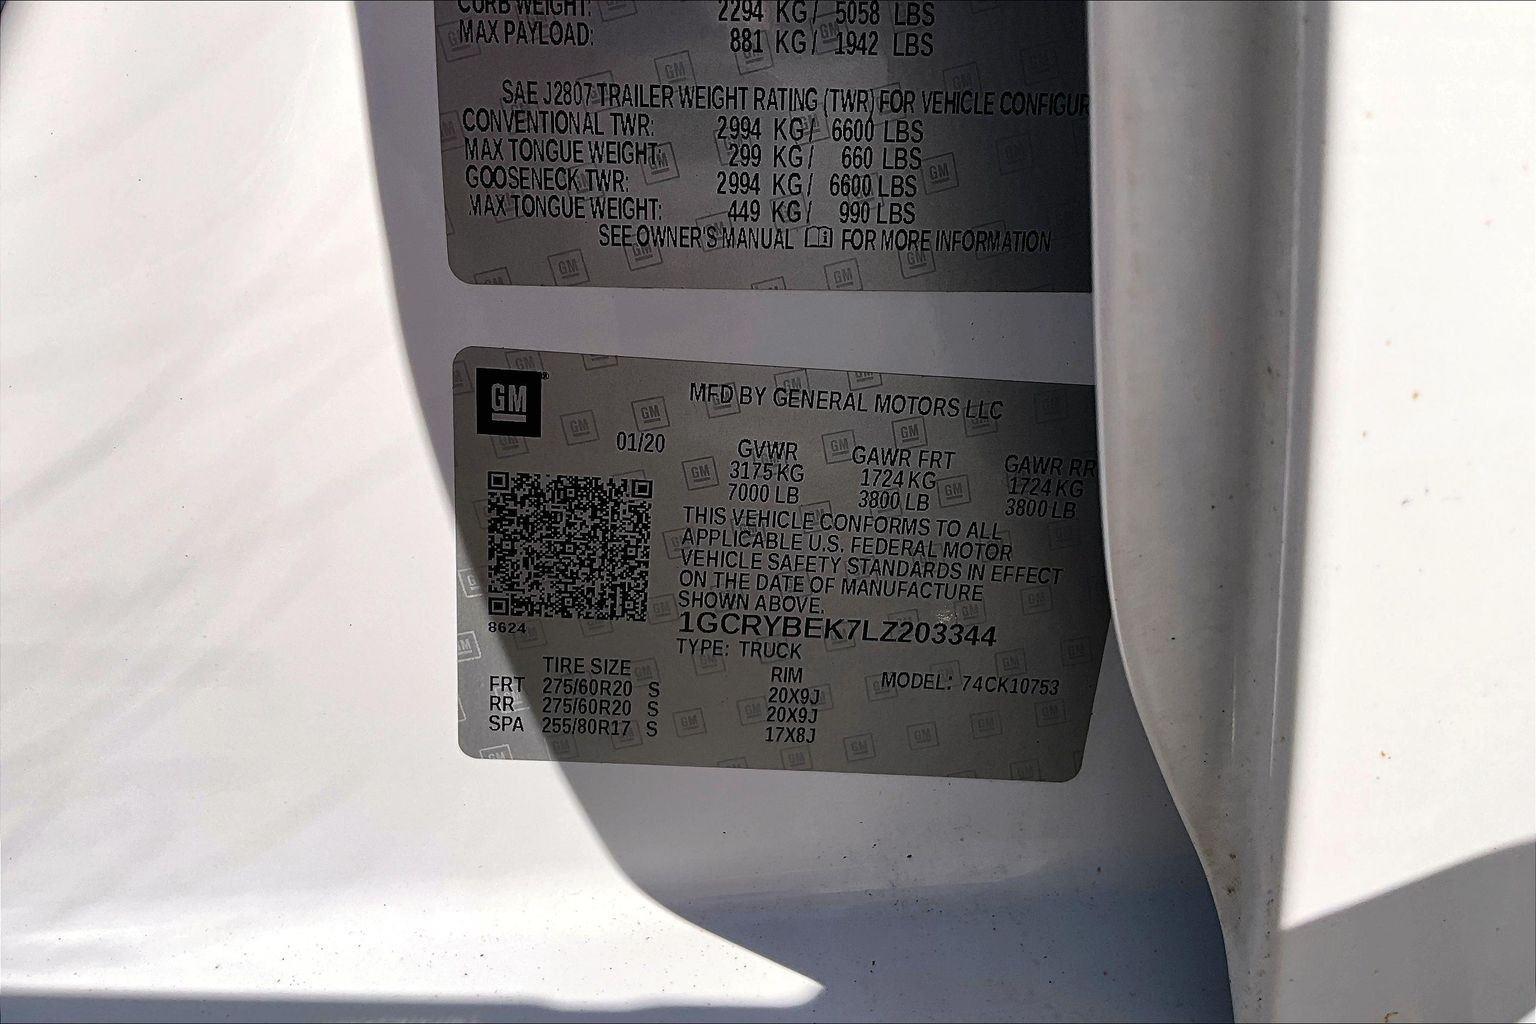 CURB WEIGHT: 2294 KG/ 5058 LBS
MAX PAYLOAD: 881 KG/ 1942 LBS
SAE J2807 TRAILER WEIGHT RATING (TWR) FOR VEHICLE CONFIGUR
CONVENTIONAL TWR: 2994 KG/ 6600 LBS
MAX TONGUE WEIGHT: 299 KG/ 660 LBS
GOOSENECK TWR: 2994 KG/ 6600 LBS
MAX TONGUE WEIGHT: 449 KG/ 990 LBS
SEE OWNER'S MANUAL FOR MORE INFORMATION
GM
MFD BY GENERAL MOTORS LLC
01/20
GVWR GAWR FRT GAWR RR
3175 KG 1724 KG 1724 KG
7000 LB 3800 LB 3800 LB
THIS VEHICLE CONFORMS TO ALL
APPLICABLE U.S. FEDERAL MOTOR
VEHICLE SAFETY STANDARDS IN EFFECT
ON THE DATE OF MANUFACTURE
SHOWN ABOVE.
8624
1GCRYBEK7LZ203344
TYPE: TRUCK
TIRE SIZE RIM MODEL: 74CK10753
FRT 275/60R20 S 20X9J
RR 275/60R20 S 20X9J
SPA 255/80R17 S 17X8J